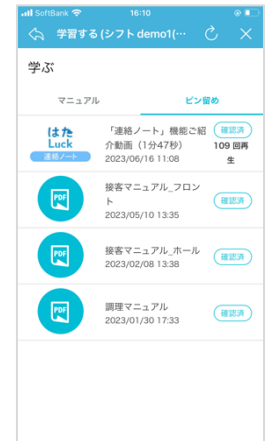 SoftBank 16:10
学習する(シフト demo1(…
学ぶ
マニュアル ピン留め
はた
Luck
連絡ノート
「連絡ノート」機能ご紹
介動画（1分47秒）
2023/06/16 11:08
確認済
109 回再
生
PDF
接客マニュアル_フロン
ト
2023/05/10 13:35
確認済
PDF
接客マニュアル_ホール
2023/02/08 13:38
確認済
PDF
調理マニュアル
2023/01/30 17:33
確認済